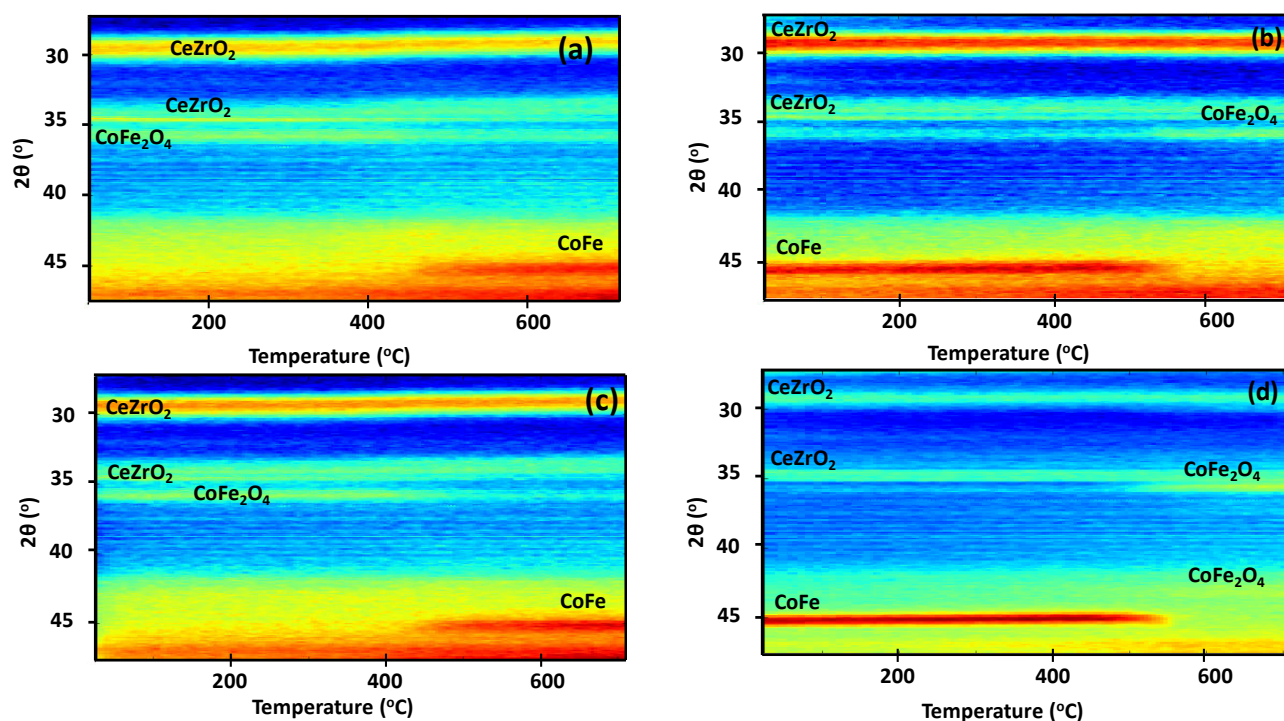 (a)
CeZrO₂
CeZrO₂
CoFe₂O₄
CoFe
30
35
40
45
2θ (°)
200
400
600
Temperature (°C)
(b)
CeZrO₂
CeZrO₂
CoFe₂O₄
CoFe
30
35
40
45
2θ (°)
200
400
600
Temperature (°C)
(c)
CeZrO₂
CeZrO₂
CoFe₂O₄
CoFe
30
35
40
45
2θ (°)
200
400
600
Temperature (°C)
(d)
CeZrO₂
CeZrO₂
CoFe₂O₄
CoFe₂O₄
CoFe
30
35
40
45
2θ (°)
200
400
600
Temperature (°C)